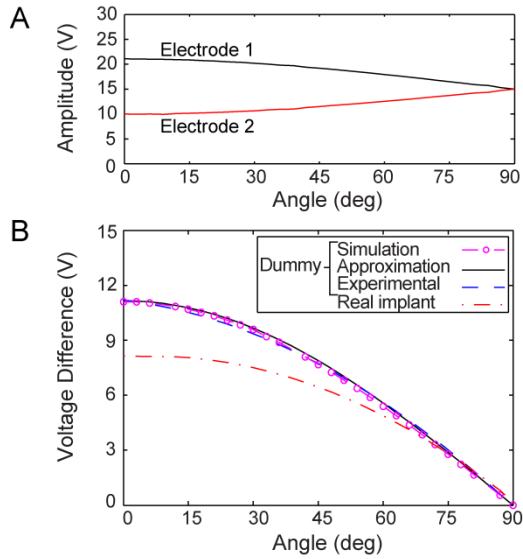 A
Amplitude (V)
25
20
15
10
5
0
Electrode 1
Electrode 2
0 15 30 45 60 75 90
Angle (deg)
B
Voltage Difference (V)
15
12
9
6
3
0
Dummy
Simulation
Approximation
Experimental
Real implant
0 15 30 45 60 75 90
Angle (deg)